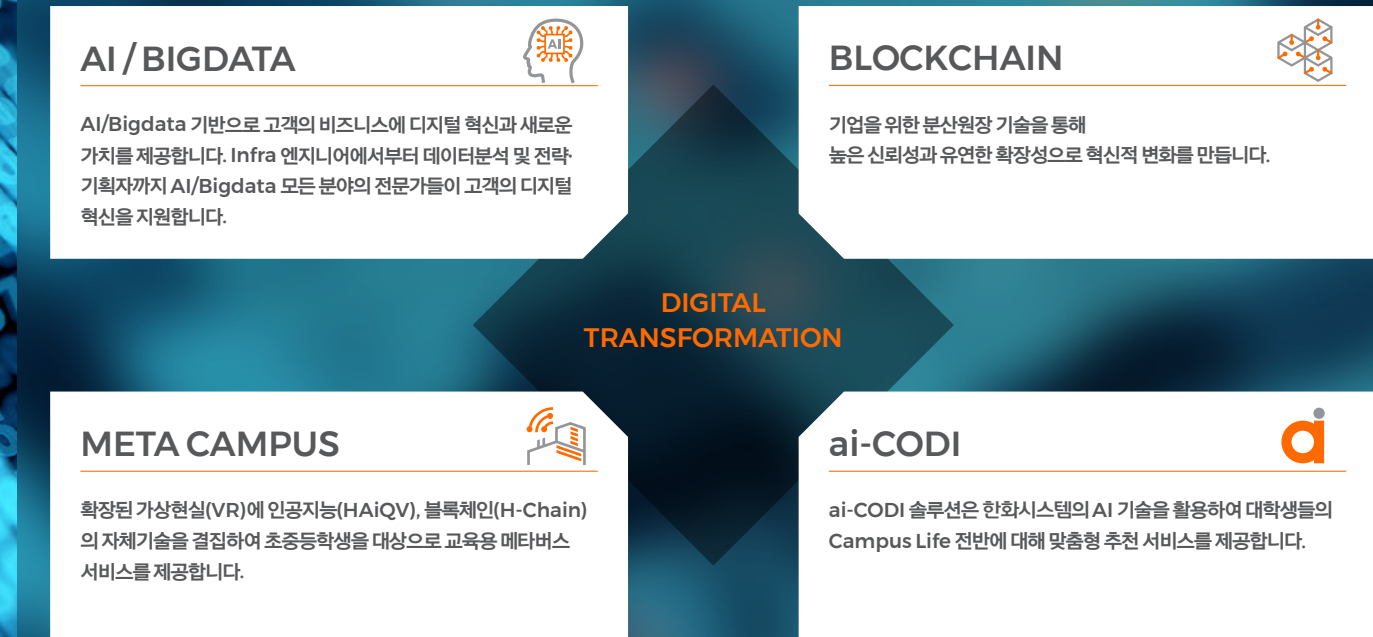 AI / BIGDATA
AI/Bigdata 기반으로 고객의 비즈니스에 디지털 혁신과 새로운
가치를 제공합니다. Infra 엔지니어에서부터 데이터분석 및 전략·
기획자까지 AI/Bigdata 모든 분야의 전문가들이 고객의 디지털
혁신을 지원합니다.
BLOCKCHAIN
기업을 위한 분산원장 기술을 통해
높은 신뢰성과 유연한 확장성으로 혁신적 변화를 만듭니다.
DIGITAL
TRANSFORMATION
META CAMPUS
확장된 가상현실(VR)에 인공지능(HAiQV), 블록체인(H-Chain)
의 자체기술을 결집하여 초중등학생을 대상으로 교육용 메타버스
서비스를 제공합니다.
ai-CODI
ai
ai-CODI 솔루션은 한화시스템의 AI 기술을 활용하여 대학생들의
Campus Life 전반에 대해 맞춤형 추천 서비스를 제공합니다.
AI